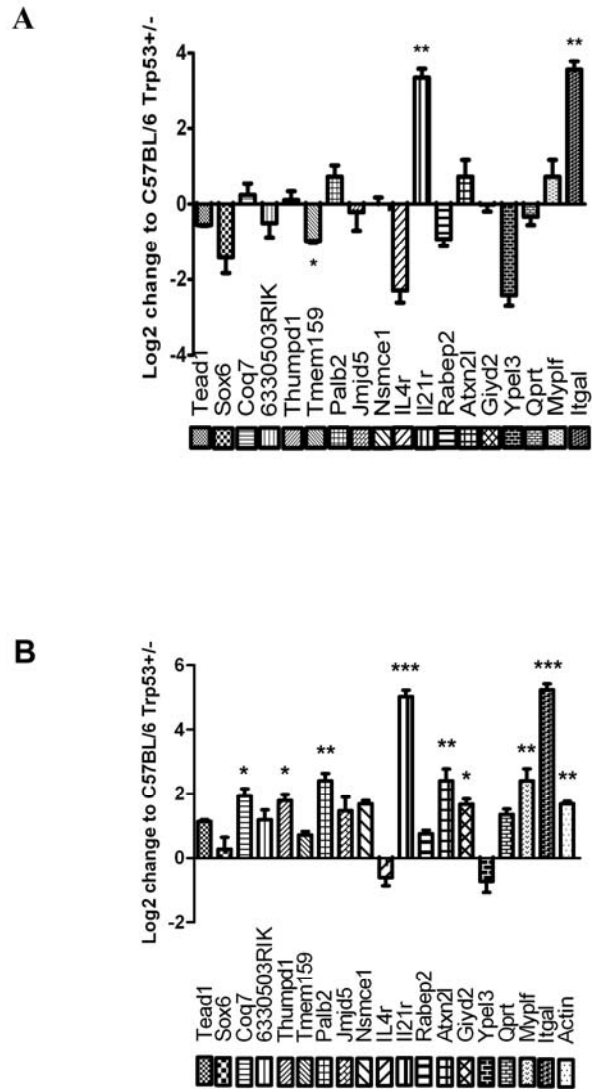 A
Log2 change to C57BL/6 Trp53+/-
4
2
0
-2
-4
**
**
*
Tead1
Sox6
Coq7
6330503RIK
Thumpd1
Tmem159
Palb2
Jmjd5
Nsmce1
IL4r
Il21r
Rabep2
Atxn2l
Giyd2
Ypel3
Qprt
Myplf
Itgal
B
Log2 change to C57BL/6 Trp53+/-
6
4
2
0
-2
*
*
**
***
**
*
**
***
**
Tead1
Sox6
Coq7
6330503RIK
Thumpd1
Tmem159
Palb2
Jmjd5
Nsmce1
IL4r
Il21r
Rabep2
Atxn2l
Giyd2
Ypel3
Qprt
Myplf
Itgal
Actin